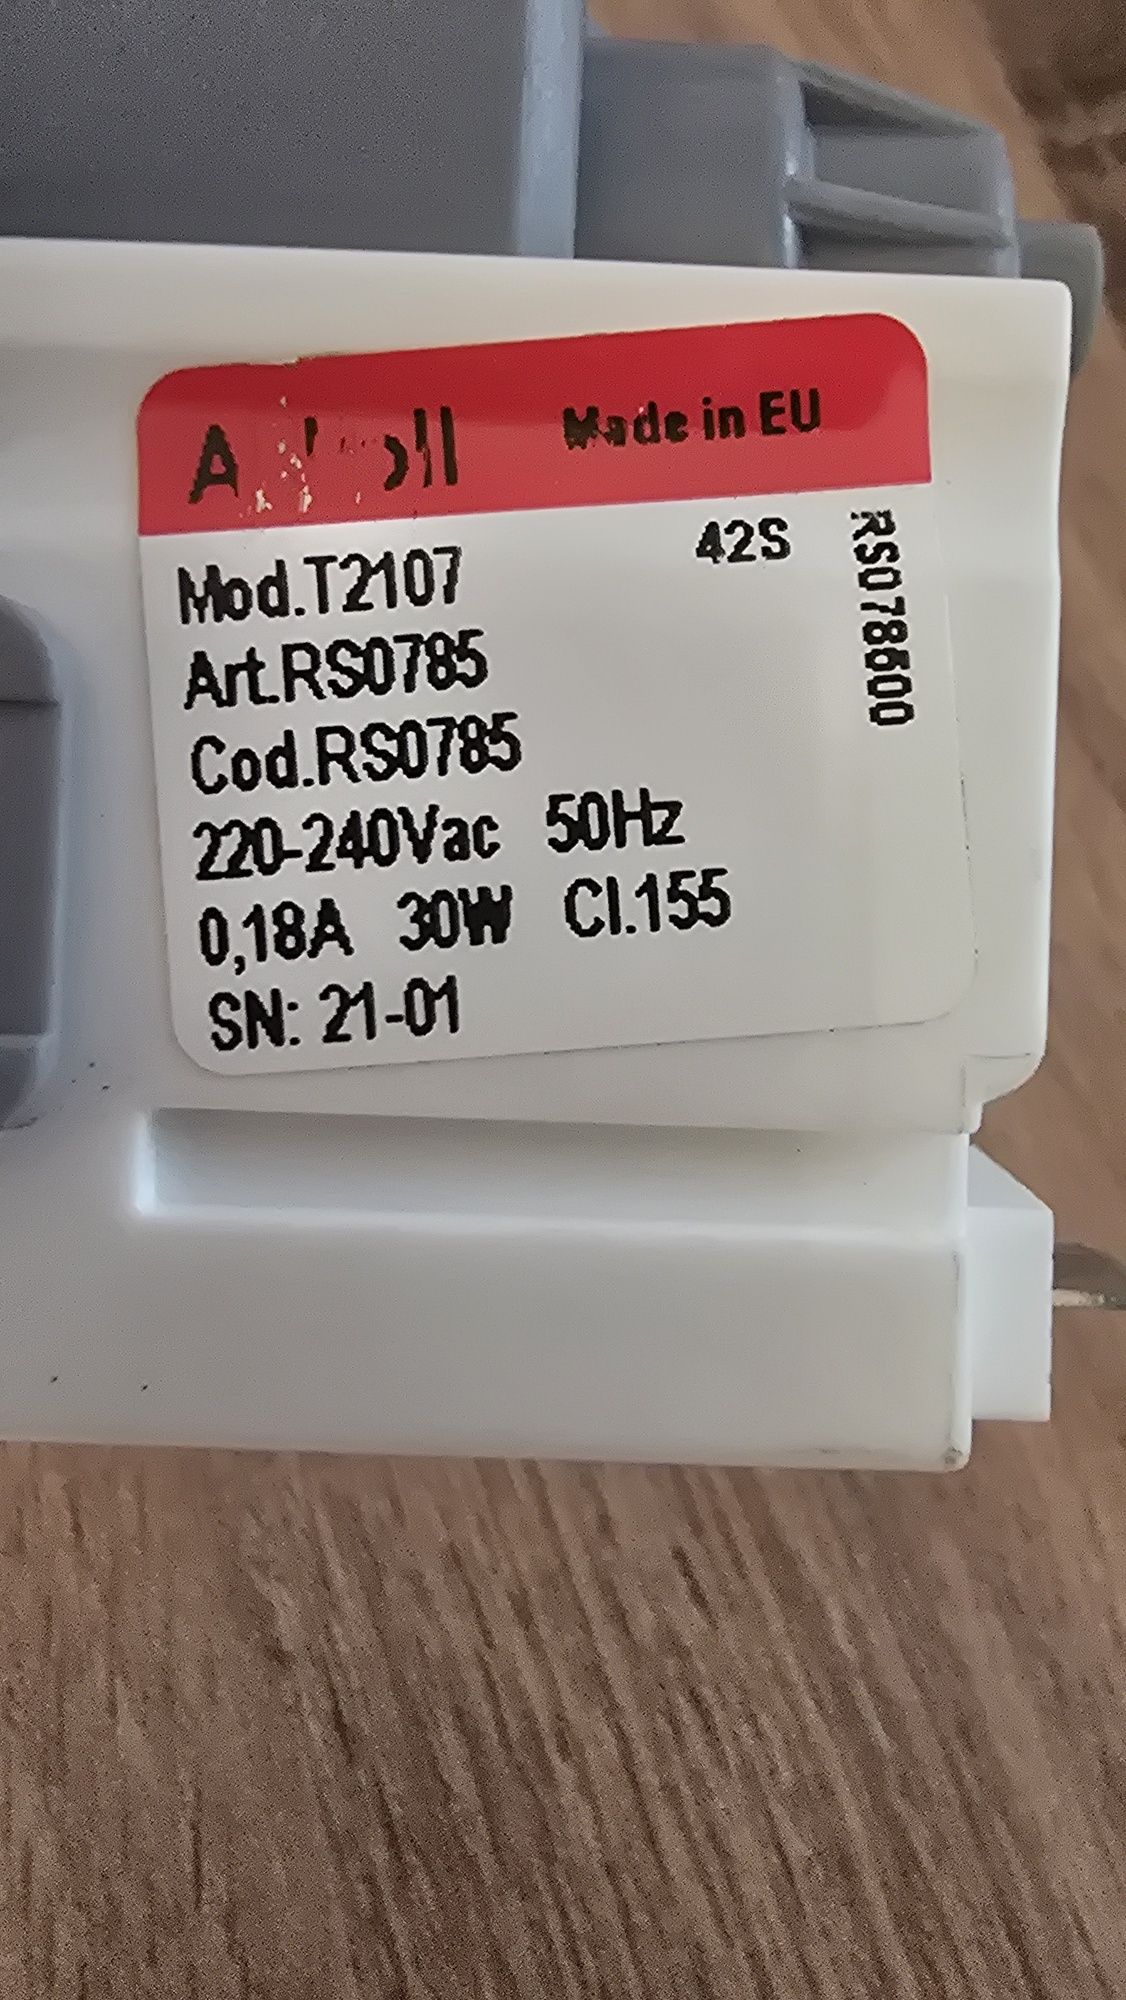 Made in EU
Mod.T2107 42S
Art.RS0785
Cod.RS0785
220-240Vac 50Hz
0,18A 30W Cl.155
SN: 21-01
RS078600